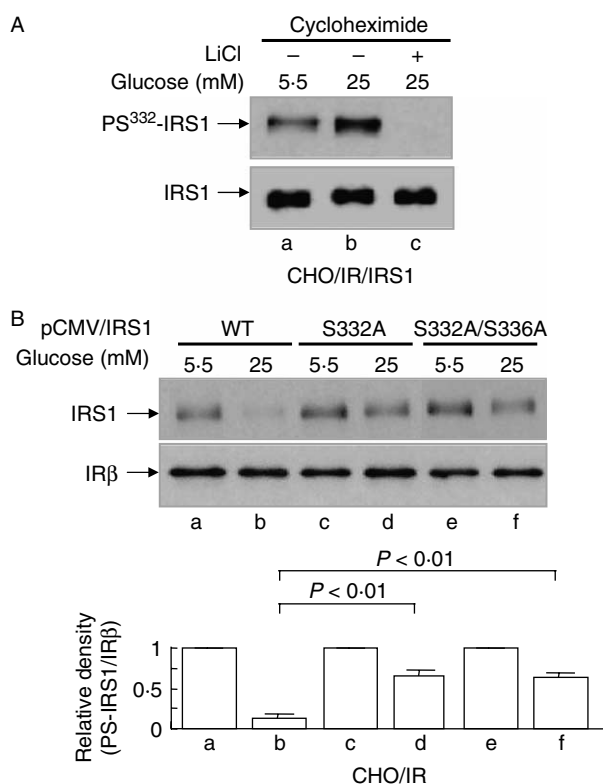 A
Cycloheximide
LiCl – – +
Glucose (mM) 5·5 25 25
PS332-IRS1
IRS1
a b c
CHO/IR/IRS1
B
pCMV/IRS1 WT S332A S332A/S336A
Glucose (mM) 5·5 25 5·5 25 5·5 25
IRS1
IRβ
a b c d e f
P < 0·01
P < 0·01
Relative density
(PS-IRS1/IRβ)
1
0·5
0
a b c d e f
CHO/IR